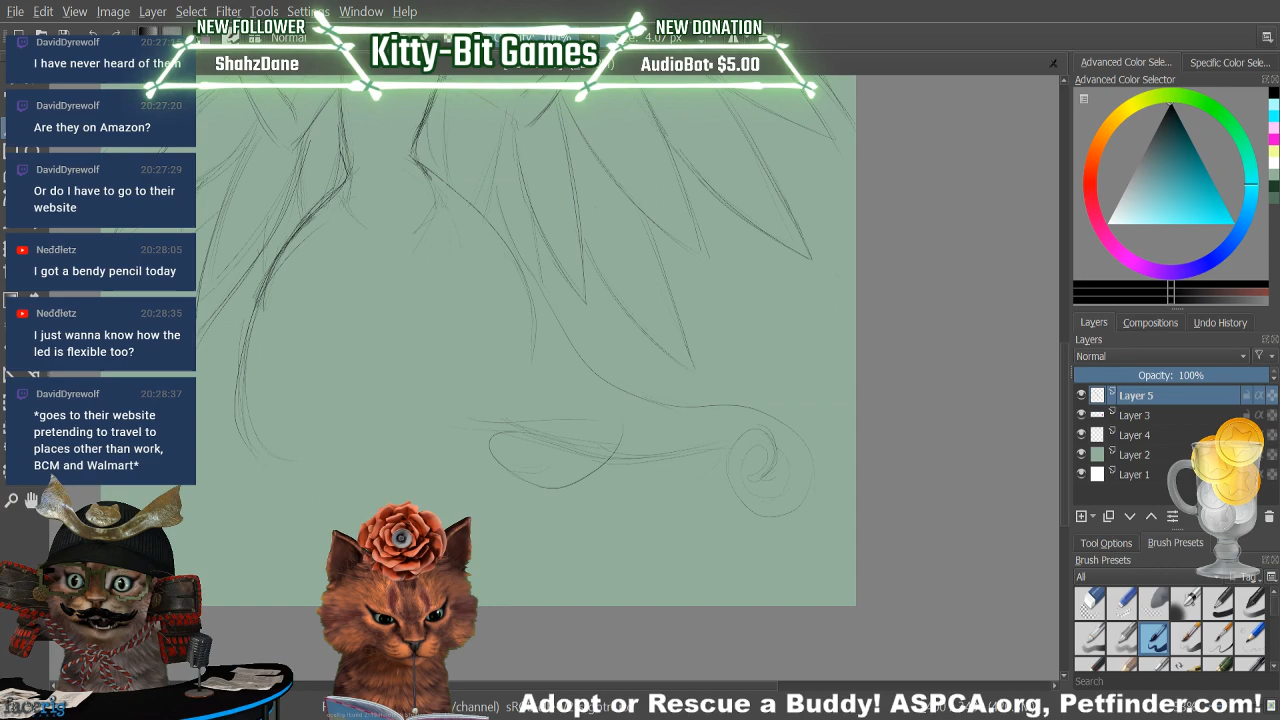 File Edit View Image Layer Select Filter Tools Settings Window Help
NEW FOLLOWER
ShahzDane
Kitty-Bit Games
NEW DONATION
AudioBot: $5.00
Normal
4.07 px
DavidDyrewolf
I have never heard of them
DavidDyrewolf 20:27:20
Are they on Amazon?
DavidDyrewolf 20:27:29
Or do I have to go to their
website
Neddletz 20:28:05
I got a bendy pencil today
Neddletz 20:28:35
I just wanna know how the
led is flexible too?
DavidDyrewolf 20:28:37
*goes to their website
pretending to travel to
places other than work,
BCM and Walmart*
Advanced Color Selec... Specific Color Sele...
Advanced Color Selector
Layers Compositions Undo History
Layers
Normal
Opacity: 100%
Layer 5
Layer 3
Layer 4
Layer 2
Layer 1
Tool Options Brush Presets
Brush Presets
All
Tag
Search
facerig
Adopt or Rescue a Buddy! ASPCA.org, Petfinder.com!